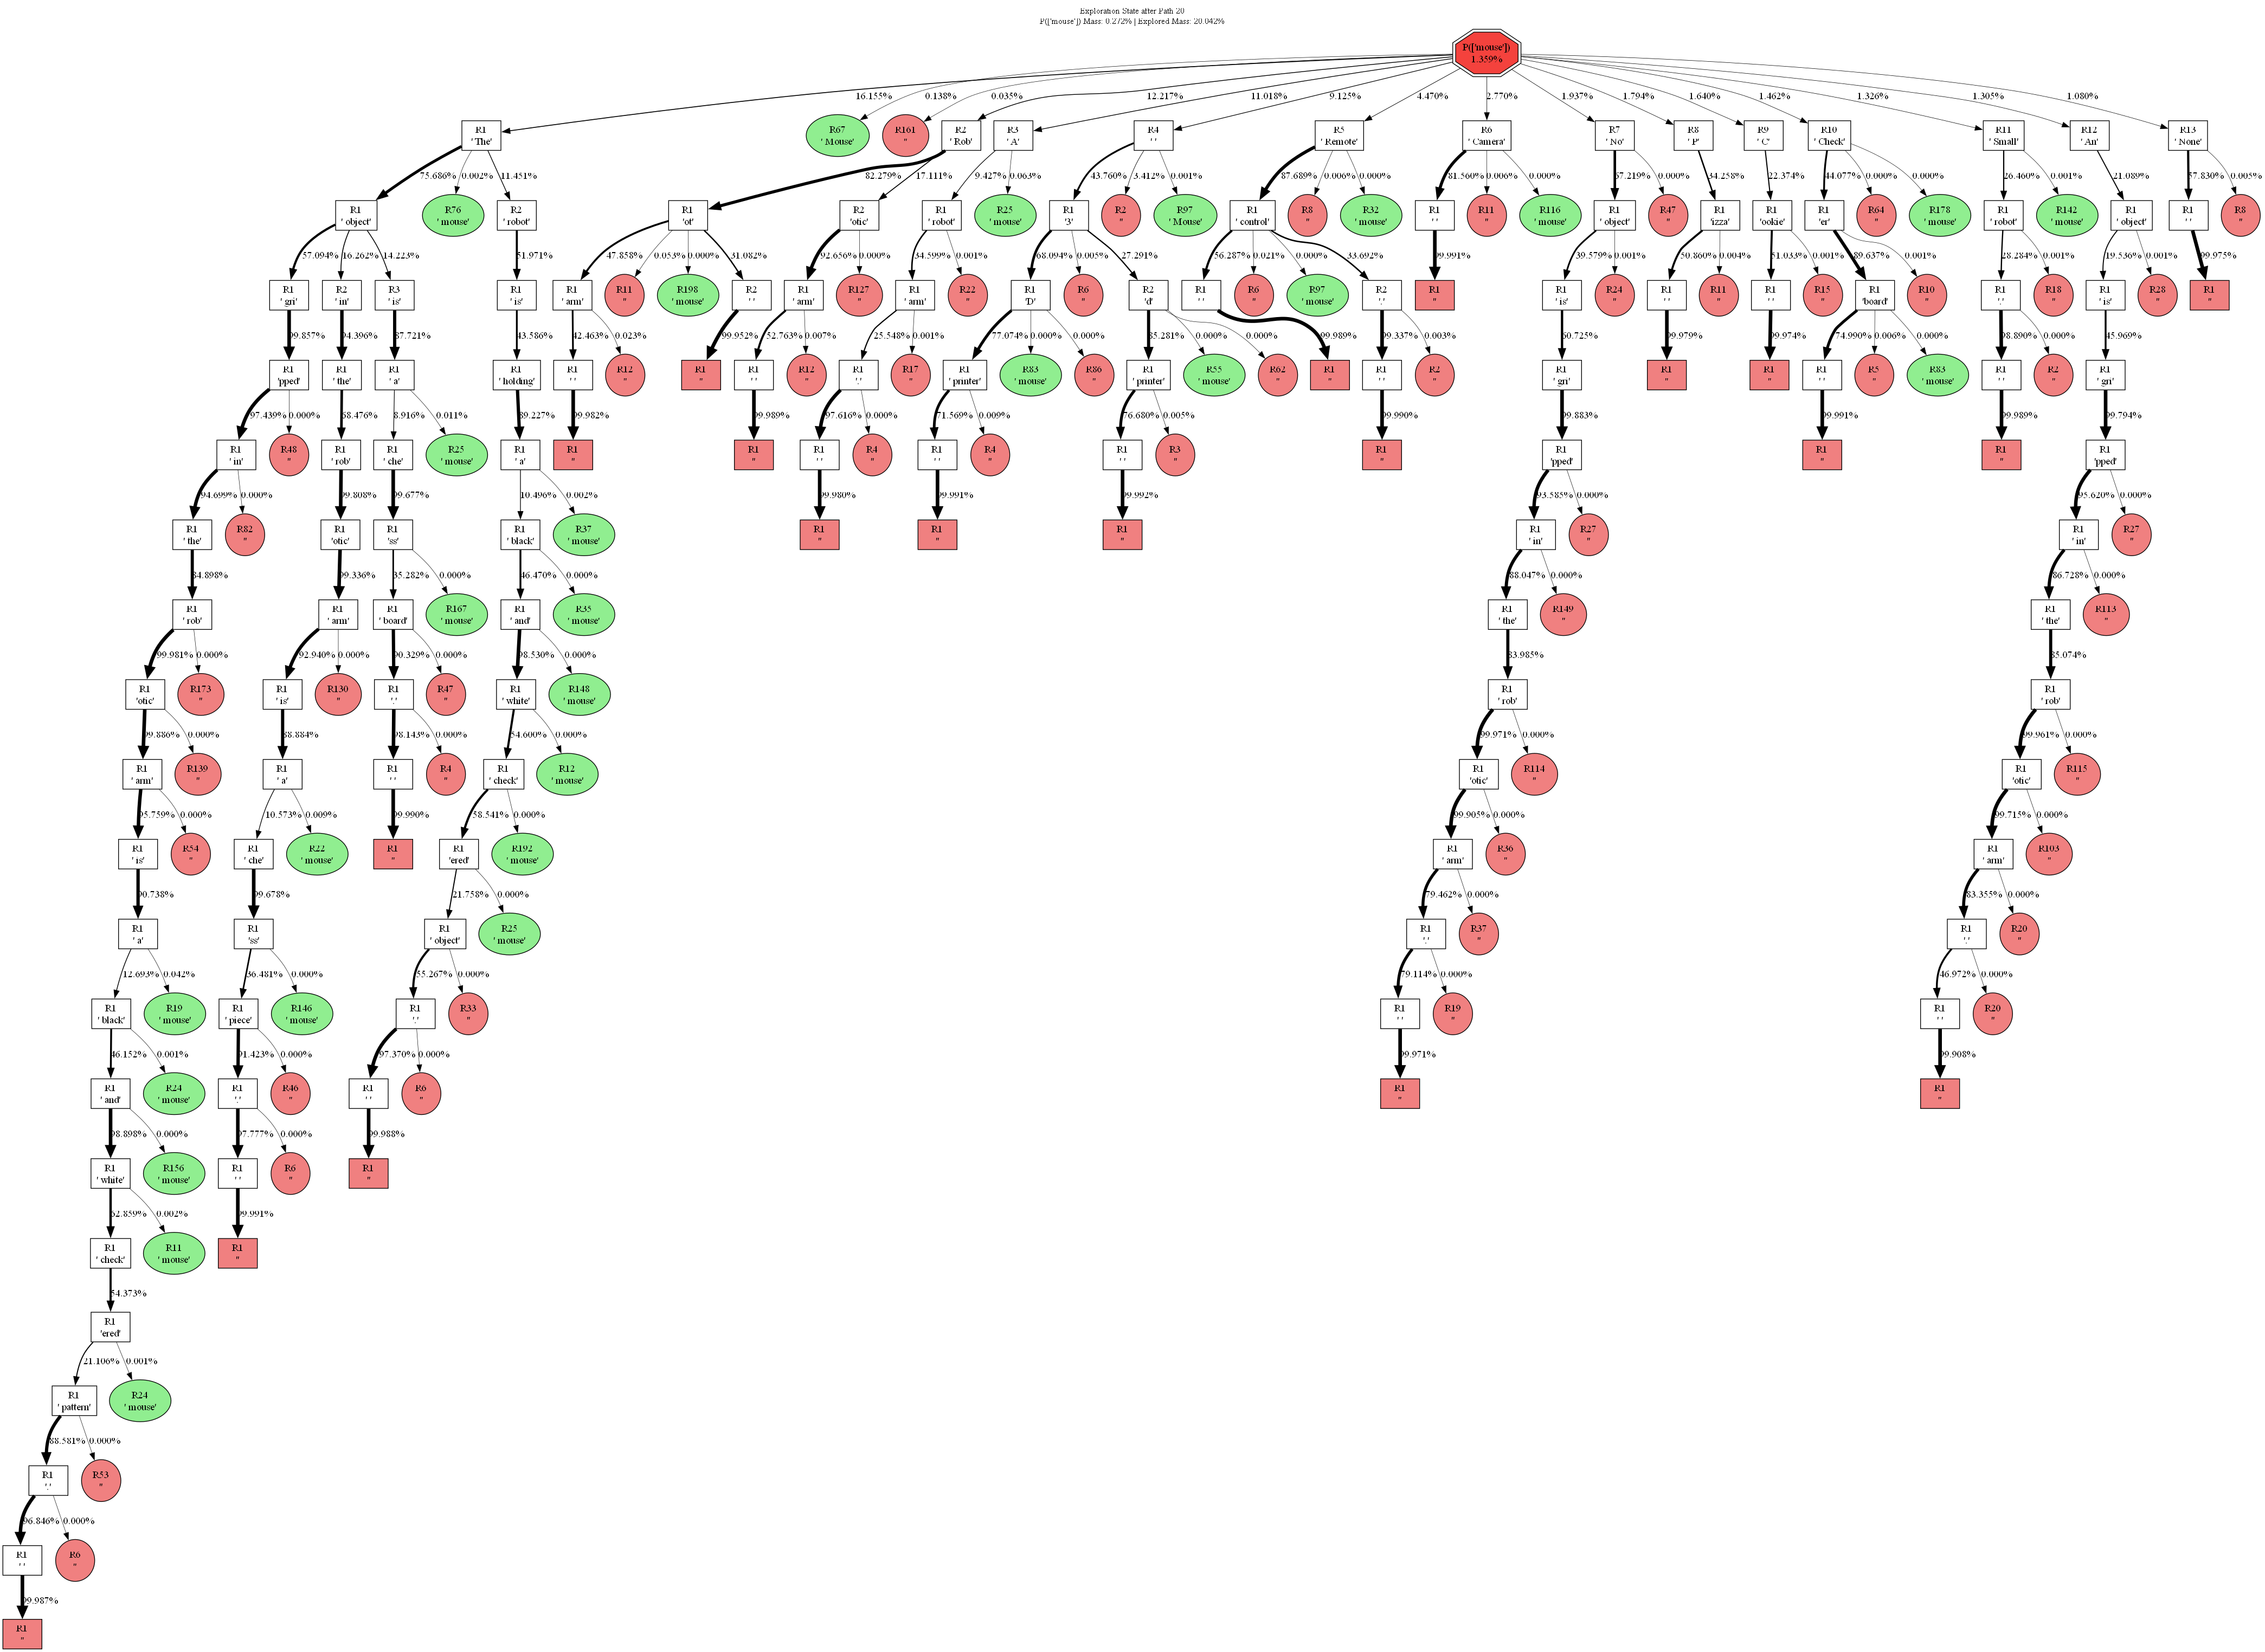 Exploration State after Path 20
P(['mouse']) Mass: 0.272% | Explored Mass: 20.042%
P(['mouse'])
1.359%
16.155% 0.138% 0.035% 12.217% 11.018% 9.125% 4.470% 2.770% 1.937% 1.794% 1.640% 1.462% 1.326% 1.305% 1.080%
R1 R67 R161 R2 R3 R4 R5 R6 R7 R8 R9 R10 R11 R12 R13
' The' ' Mouse' '' ' Rob' ' A' ' ' ' Remote' ' Camera' ' No' ' P' ' C' ' Check' ' Small' ' An' ' None'
75.686% 0.002% 11.451% 82.279% 17.111% 9.427% 0.063% 43.760% 3.412% 0.001% 87.689% 0.006% 0.000% 81.560% 0.006% 0.000% 57.219% 0.000% 34.258% 22.374% 44.077% 0.000% 0.000% 26.460% 0.001% 21.089% 57.830% 0.005%
R1 R76 R2 R1 R2 R1 R25 R1 R2 R97 R1 R8 R32 R1 R11 R116 R1 R47 R1 R1 R1 R64 R178 R1 R142 R1 R1 R8
' object' ' mouse' ' robot' 'ot' 'otic' ' robot' ' mouse' '3' '' ' Mouse' ' control' '' ' mouse' ' ' '' ' mouse' ' object' '' 'izza' 'ookie' 'er' '' ' mouse' ' robot' ' mouse' ' object' ' ' ''
57.094% 16.262% 14.223% 51.971% 47.858% 0.053% 0.000% 31.082% 92.656% 0.000% 34.599% 0.001% 68.094% 0.005% 27.291% 56.287% 0.021% 0.000% 33.692% 99.991% 39.579% 0.001% 50.860% 0.004% 51.033% 0.001% 89.637% 0.000% 28.284% 0.001% 19.536% 0.001% 99.975%
R1 R2 R3 R1 R1 R11 R198 R2 R1 R127 R1 R22 R1 R6 R2 R1 R6 R97 R2 R1 R1 R24 R1 R11 R1 R15 R1 R10 R1 R18 R1 R28 R1
' gri' ' in' ' is' ' is' ' arm' '' ' mouse' ' ' ' arm' '' ' arm' '' 'D' '' 'd' ' ' '' ' mouse' '.' '' ' is' '' ' ' '' ' ' '' 'board' '' '.' '' ' is' '' ''
99.857% 94.396% 87.721% 43.586% 42.463% 0.023% 99.952% 52.763% 0.007% 25.548% 0.001% 77.074% 0.000% 0.000% 85.281% 0.000% 0.000% 99.989% 99.337% 0.003% 60.725% 99.979% 99.974% 74.990% 0.006% 0.000% 98.890% 0.000% 45.969%
R1 R1 R1 R1 R1 R12 R1 R1 R12 R1 R17 R1 R83 R86 R1 R55 R62 R1 R1 R2 R1 R1 R1 R1 R5 R83 R1 R2 R1
'pped' ' the' ' a' ' holding' ' ' '' '' ' ' '' '.' '' ' printer' ' mouse' '' ' printer' ' mouse' '' '' ' ' '' ' gri' '' '' ' ' '' ' mouse' ' ' '' ' gri'
97.439% 0.000% 58.476% 8.916% 0.011% 89.227% 99.982% 99.989% 97.616% 0.000% 71.569% 0.009% 76.680% 0.005% 99.990% 99.883% 99.991% 99.989% 99.794%
R1 R48 R1 R1 R25 R1 R1 R1 R1 R4 R1 R4 R1 R3 R1 R1 R1 R1 R1
' in' '' ' rob' ' che' ' mouse' ' a' '' '' ' ' '' ' ' '' ' ' '' '' 'pped' '' '' 'pped'
94.699% 0.000% 99.808% 99.677% 10.496% 0.002% 99.980% 99.991% 99.992% 93.585% 0.000% 95.620% 0.000%
R1 R82 R1 R1 R1 R37 R1 R1 R1 R1 R27 R1 R27
' the' '' 'otic' 'ss' ' black' ' mouse' '' '' '' ' in' '' ' in' ''
84.898% 99.336% 35.282% 0.000% 46.470% 0.000% 88.047% 0.000% 86.728% 0.000%
R1 R1 R1 R167 R1 R35 R1 R149 R1 R113
' rob' ' arm' ' board' ' mouse' ' and' ' mouse' ' the' '' ' the' ''
99.981% 0.000% 92.940% 0.000% 90.329% 0.000% 98.530% 0.000% 83.985% 85.074%
R1 R173 R1 R130 R1 R47 R1 R148 R1 R1
'otic' '' ' is' '' '.' '' ' white' ' mouse' ' rob' ' rob'
99.886% 0.000% 88.884% 98.143% 0.000% 54.600% 0.000% 99.971% 0.000% 99.961% 0.000%
R1 R139 R1 R1 R4 R1 R12 R1 R114 R1 R115
' arm' '' ' a' ' ' '' ' check' ' mouse' 'otic' '' 'otic' ''
95.759% 0.000% 10.573% 0.009% 99.990% 58.541% 0.000% 99.905% 0.000% 99.715% 0.000%
R1 R54 R1 R22 R1 R1 R192 R1 R36 R1 R103
' is' '' ' che' ' mouse' '' 'ered' ' mouse' ' arm' '' ' arm' ''
90.738% 99.678% 21.758% 0.000% 79.462% 0.000% 83.355% 0.000%
R1 R1 R1 R25 R1 R37 R1 R20
' a' 'ss' ' object' ' mouse' '.' '' '.' ''
12.693% 0.042% 36.481% 0.000% 55.267% 0.000% 79.114% 0.000% 46.972% 0.000%
R1 R19 R1 R146 R1 R33 R1 R19 R1 R20
' black' ' mouse' ' piece' ' mouse' '.' '' ' ' '' ' ' ''
46.152% 0.001% 91.423% 0.000% 97.370% 0.000% 99.971% 99.908%
R1 R24 R1 R46 R1 R6 R1 R1
' and' ' mouse' '.' '' ' ' '' '' ''
98.898% 0.000% 97.777% 0.000% 99.988%
R1 R156 R1 R6 R1
' white' ' mouse' ' ' '' ''
62.859% 0.002% 99.991%
R1 R11 R1
' check' ' mouse' ''
54.373%
R1
'ered'
21.106% 0.001%
R1 R24
' pattern' ' mouse'
88.581% 0.000%
R1 R53
'.' ''
96.846% 0.000%
R1 R6
' ' ''
99.987%
R1
''